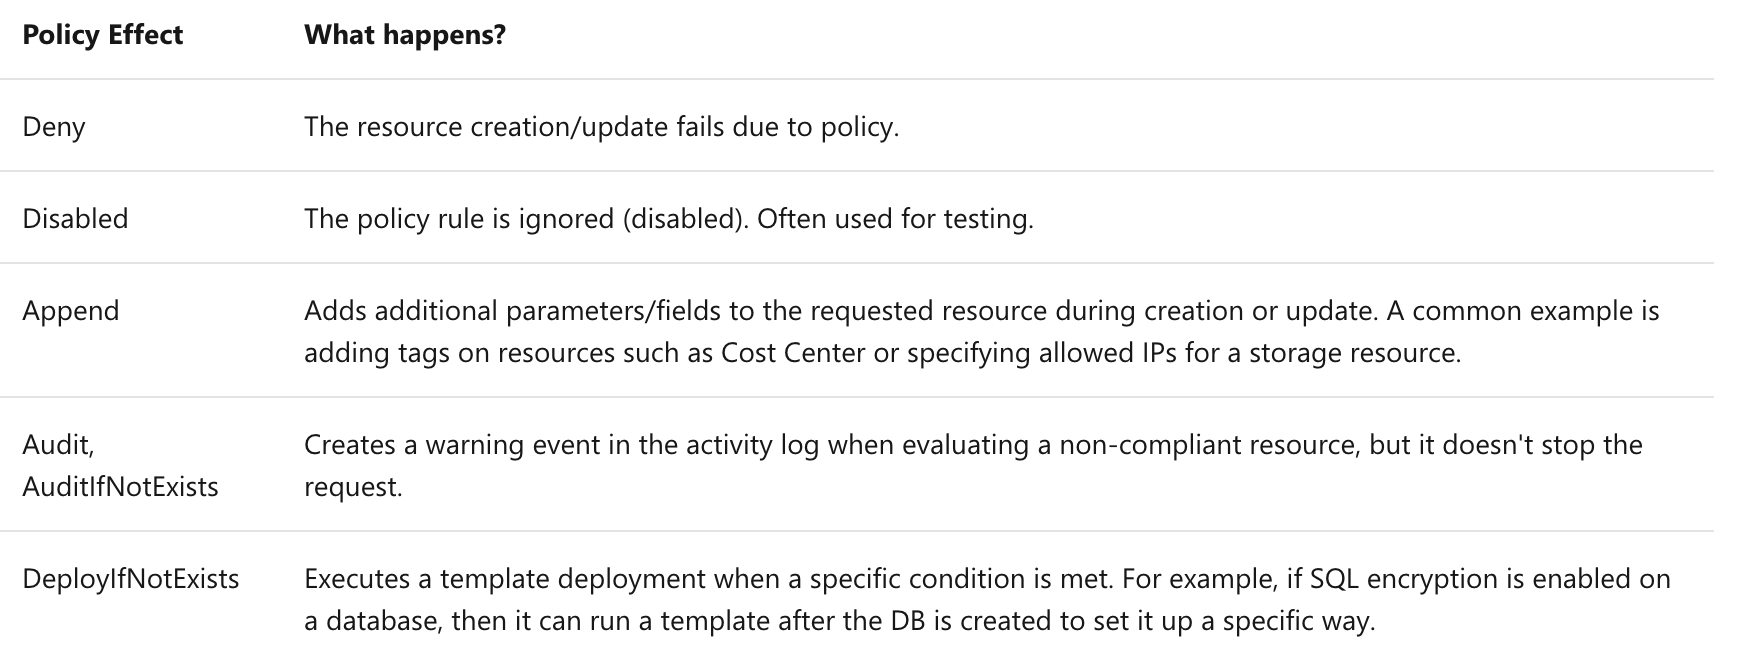 Policy Effect What happens?
Deny The resource creation/update fails due to policy.
Disabled The policy rule is ignored (disabled). Often used for testing.
Append Adds additional parameters/fields to the requested resource during creation or update. A common example is
adding tags on resources such as Cost Center or specifying allowed IPs for a storage resource.
Audit, Creates a warning event in the activity log when evaluating a non-compliant resource, but it doesn't stop the
AuditIfNotExists request.
DeployIfNotExists Executes a template deployment when a specific condition is met. For example, if SQL encryption is enabled on
a database, then it can run a template after the DB is created to set it up a specific way.